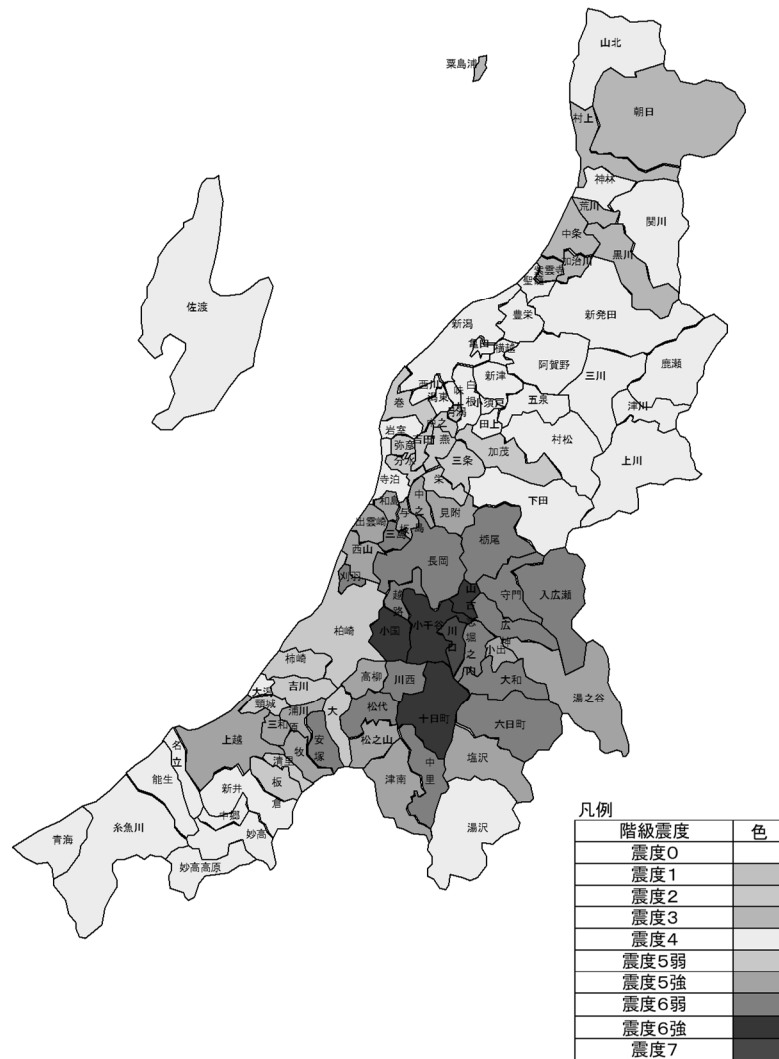 山北
粟島浦
朝日
村上
神林
荒川
関川
中条
黒川
加治川
紫雲寺
聖籠
佐渡
新発田
豊栄
新潟
亀田
横越
鹿瀬
阿賀野
三川
新津
西川
潟東
味
白
根
小須戸
五泉
津川
巻
月潟
田上
岩室
吉田
燕
村松
上川
弥彦
分水
三条
加茂
寺泊
栄
下田
中
之
島
和島
与
板
見附
出雲崎
三島
栃尾
西山
長岡
刈羽
越
路
山
古
守門
入広瀬
小国
小千谷
川
口
堀
之
内
広
神
小出
柏崎
柿崎
高柳
川西
大和
湯之谷
大潟
吉川
頸城
浦川
原
大
松代
十日町
六日町
上越
三和
牧
安
塚
松之山
中
里
塩沢
名
立
清里
板
倉
津南
能生
新井
中郷
湯沢
青海
糸魚川
妙高
妙高高原
凡例
階級震度 色
震度0
震度1
震度2
震度3
震度4
震度5弱
震度5強
震度6弱
震度6強
震度7